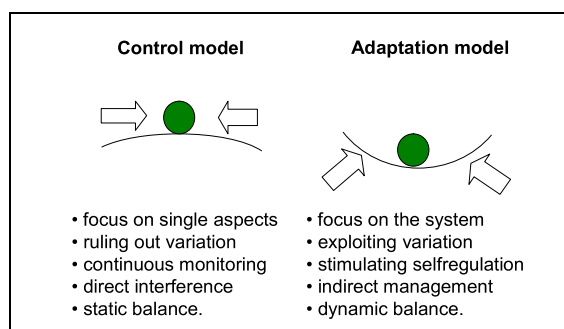 Control model
Adaptation model
• focus on single aspects
• ruling out variation
• continuous monitoring
• direct interference
• static balance.
• focus on the system
• exploiting variation
• stimulating selfregulation
• indirect management
• dynamic balance.